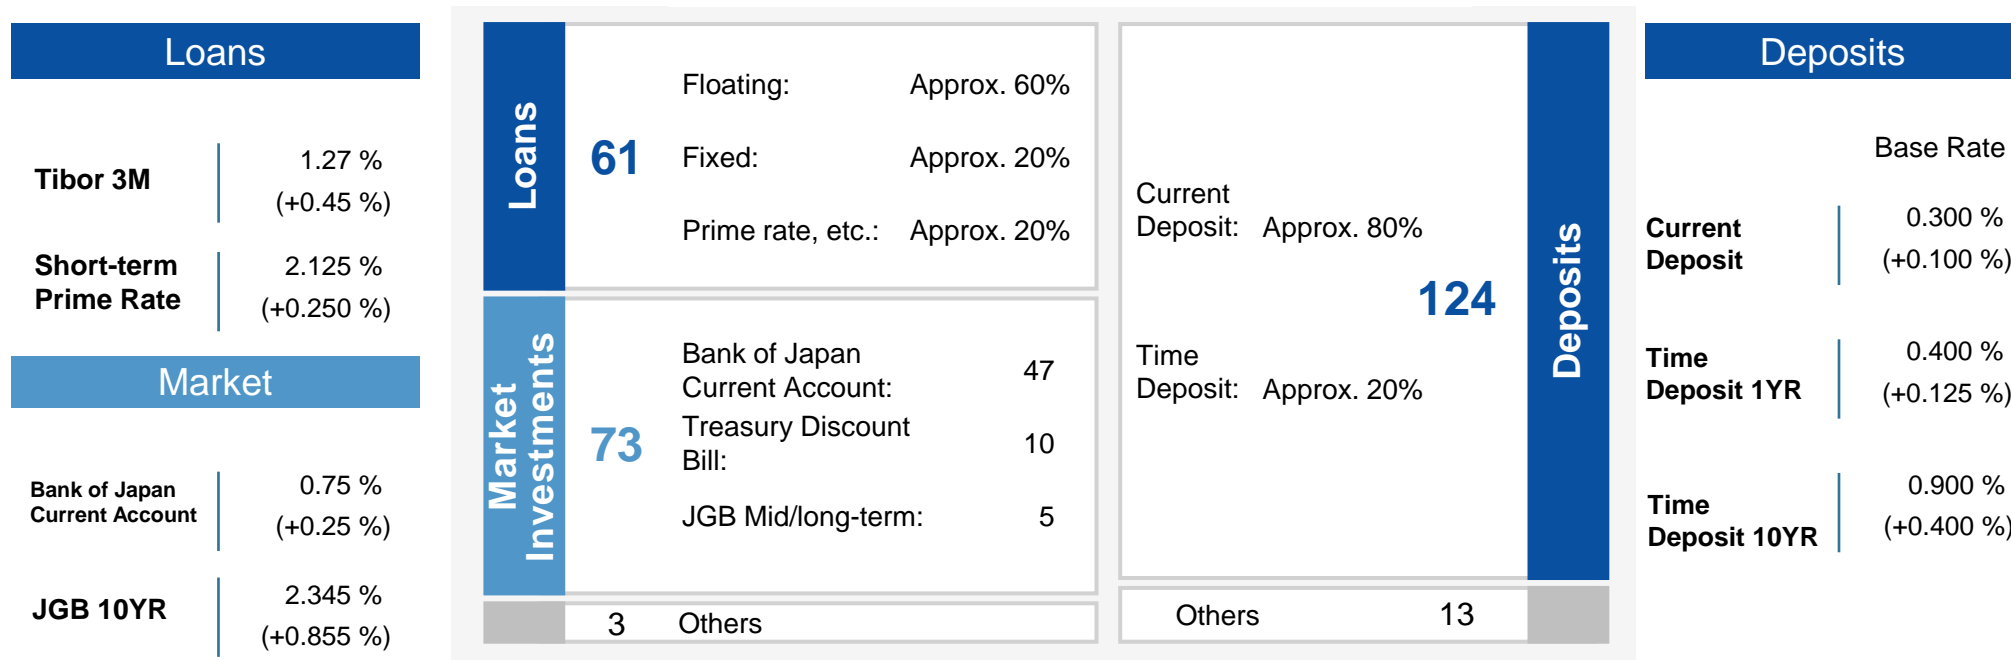 Loans
Tibor 3M
1.27 %
(+0.45 %)
Short-term
Prime Rate
2.125 %
(+0.250 %)
Market
Bank of Japan
Current Account
0.75 %
(+0.25 %)
JGB 10YR
2.345 %
(+0.855 %)
Loans
61
Floating: Approx. 60%
Fixed: Approx. 20%
Prime rate, etc.: Approx. 20%
Market
Investments
73
Bank of Japan
Current Account: 47
Treasury Discount
Bill: 10
JGB Mid/long-term: 5
3 Others
Current
Deposit: Approx. 80%
Time
Deposit: Approx. 20%
124
Deposits
Others 13
Deposits
Base Rate
Current
Deposit
0.300 %
(+0.100 %)
Time
Deposit 1YR
0.400 %
(+0.125 %)
Time
Deposit 10YR
0.900 %
(+0.400 %)